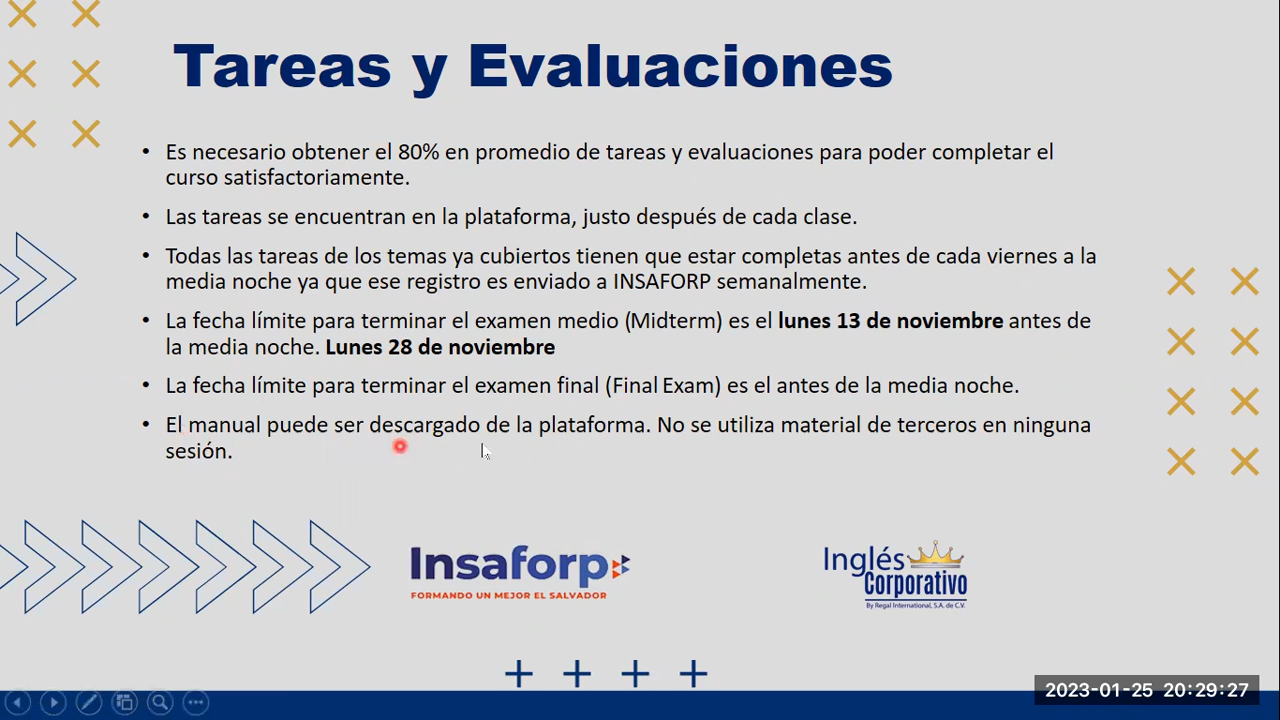 Tareas y Evaluaciones
• Es necesario obtener el 80% en promedio de tareas y evaluaciones para poder completar el
curso satisfactoriamente.
• Las tareas se encuentran en la plataforma, justo después de cada clase.
• Todas las tareas de los temas ya cubiertos tienen que estar completas antes de cada viernes a la
media noche ya que ese registro es enviado a INSAFORP semanalmente.
• La fecha límite para terminar el examen medio (Midterm) es el lunes 13 de noviembre antes de
la media noche. Lunes 28 de noviembre
• La fecha límite para terminar el examen final (Final Exam) es el antes de la media noche.
• El manual puede ser descargado de la plataforma. No se utiliza material de terceros en ninguna
sesión.
Insaforp
FORMANDO UN MEJOR EL SALVADOR
Inglés
Corporativo
By Regal International, S.A. de C.V.
2023-01-25 20:29:27